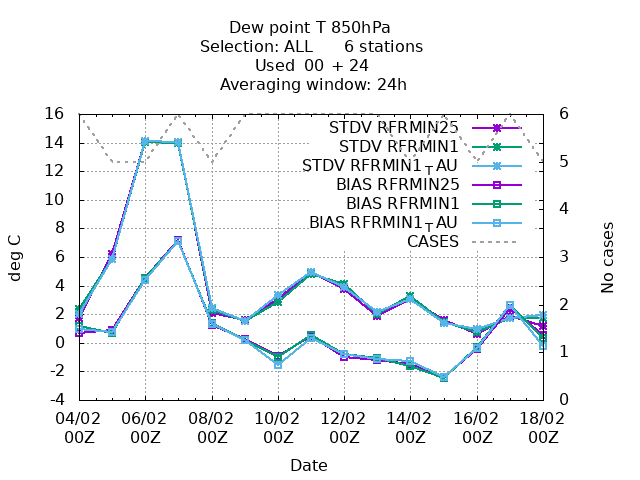 Dew point T 850hPa
Selection: ALL 6 stations
Used 00 + 24
Averaging window: 24h
16
14
12
10
8
6
4
2
0
-2
-4
6
5
4
3
2
1
0
deg C
No cases
STDV RFRMIN25
STDV RFRMIN1
STDV RFRMIN1TAU
BIAS RFRMIN25
BIAS RFRMIN1
BIAS RFRMIN1TAU
CASES
04/02 06/02 08/02 10/02 12/02 14/02 16/02 18/02
00Z 00Z 00Z 00Z 00Z 00Z 00Z 00Z
Date